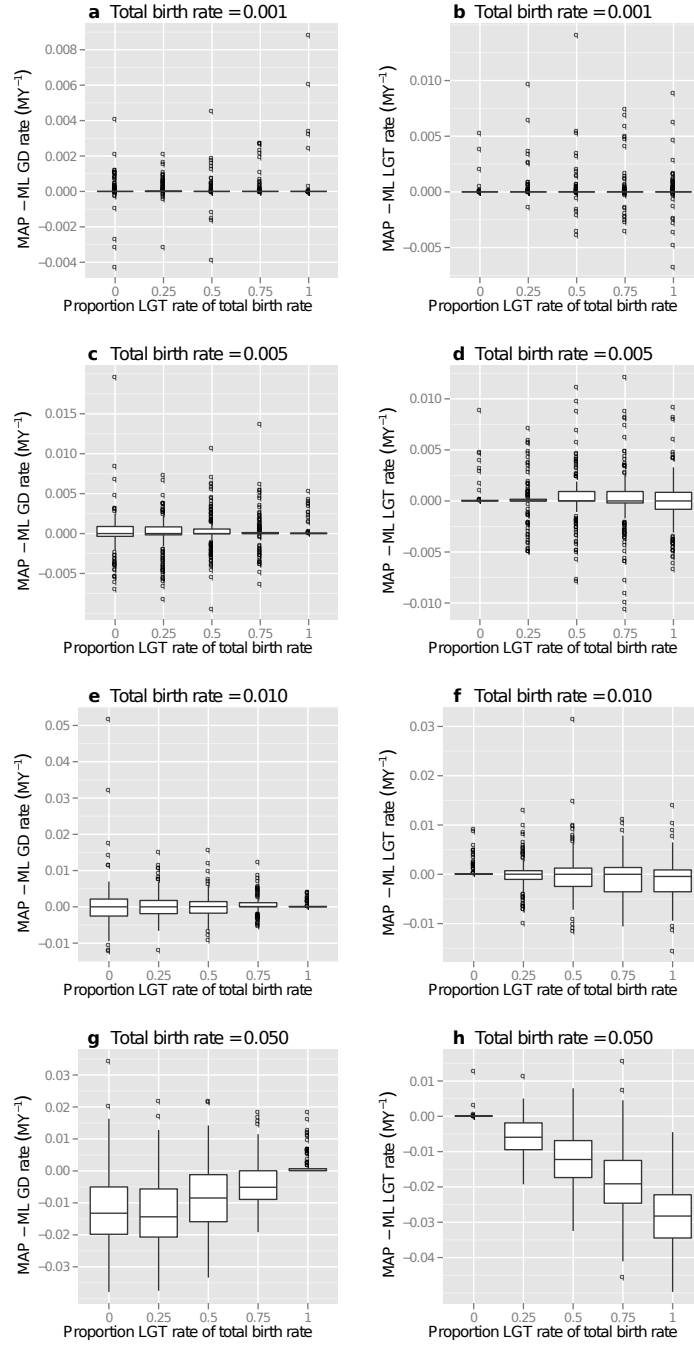 a Total birth rate = 0.001
MAP − ML GD rate (MY⁻¹)
0.008
0.006
0.004
0.002
0.000
−0.002
−0.004
0 0.25 0.5 0.75 1
Proportion LGT rate of total birth rate
b Total birth rate = 0.001
MAP − ML LGT rate (MY⁻¹)
0.010
0.005
0.000
−0.005
0 0.25 0.5 0.75 1
Proportion LGT rate of total birth rate
c Total birth rate = 0.005
MAP − ML GD rate (MY⁻¹)
0.015
0.010
0.005
0.000
−0.005
0 0.25 0.5 0.75 1
Proportion LGT rate of total birth rate
d Total birth rate = 0.005
MAP − ML LGT rate (MY⁻¹)
0.010
0.005
0.000
−0.005
−0.010
0 0.25 0.5 0.75 1
Proportion LGT rate of total birth rate
e Total birth rate = 0.010
MAP − ML GD rate (MY⁻¹)
0.05
0.04
0.03
0.02
0.01
0.00
−0.01
0 0.25 0.5 0.75 1
Proportion LGT rate of total birth rate
f Total birth rate = 0.010
MAP − ML LGT rate (MY⁻¹)
0.03
0.02
0.01
0.00
−0.01
0 0.25 0.5 0.75 1
Proportion LGT rate of total birth rate
g Total birth rate = 0.050
MAP − ML GD rate (MY⁻¹)
0.03
0.02
0.01
0.00
−0.01
−0.02
−0.03
0 0.25 0.5 0.75 1
Proportion LGT rate of total birth rate
h Total birth rate = 0.050
MAP − ML LGT rate (MY⁻¹)
0.01
0.00
−0.01
−0.02
−0.03
−0.04
0 0.25 0.5 0.75 1
Proportion LGT rate of total birth rate